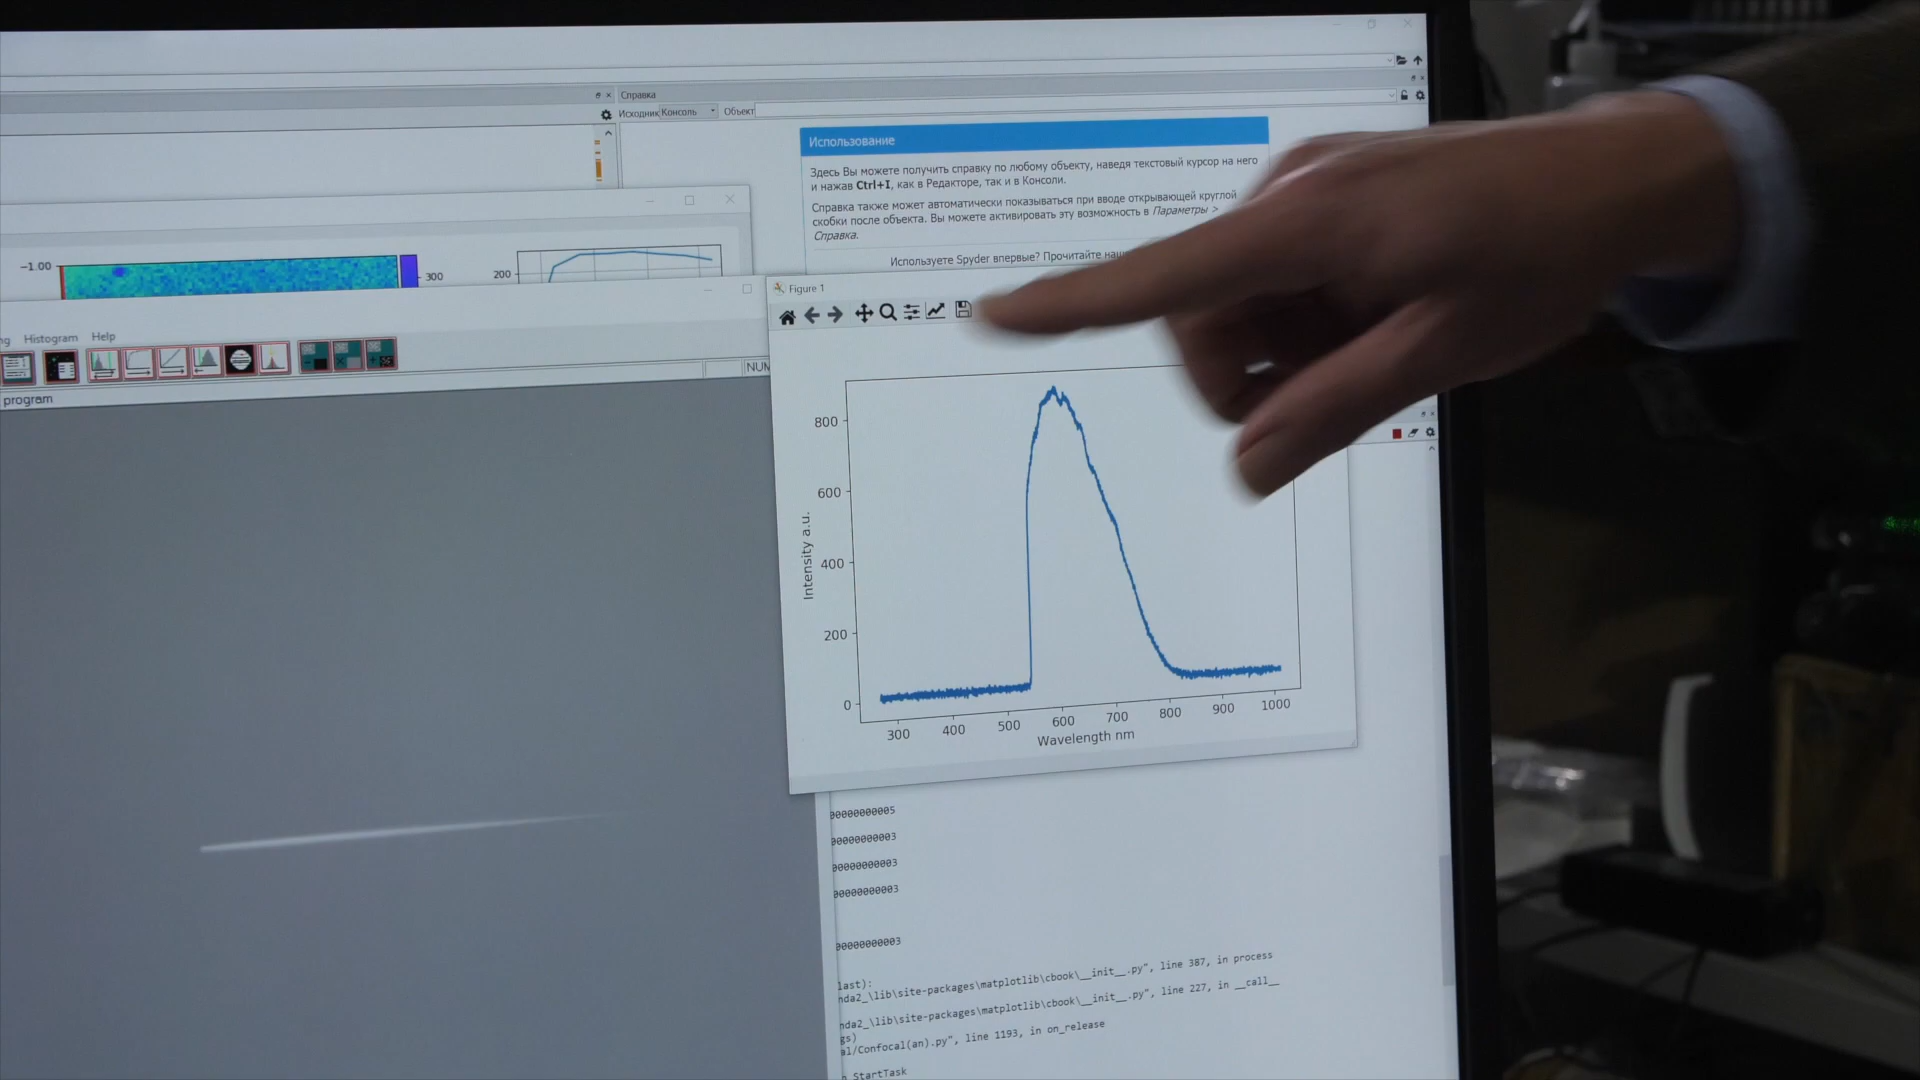 Справка
Исходник Консоль Объект
Использование
Здесь Вы можете получить справку по любому объекту, наведя текстовый курсор на него
и нажав Ctrl+I, как в Редакторе, так и в Консоли.
Справка также может автоматически показываться при вводе открывающей круглой
скобки после объекта. Вы можете активировать эту возможность в Параметры >
Справка.
Используете Spyder впервые? Прочитайте
−1.00
300
200
Histogram Help
NUM
program
Figure 1
800
600
400
200
0
Intensity a.u.
300 400 500 600 700 800 900 1000
Wavelength nm
00000000005
00000000003
00000000003
00000000003
00000000003
last):
nda2_\lib\site-packages\matplotlib\cbook\__init__.py", line 387, in process
nda2_\lib\site-packages\matplotlib\cbook\__init__.py", line 227, in __call__
gs)
al/Confocal(an).py", line 1193, in on_release
StartTask